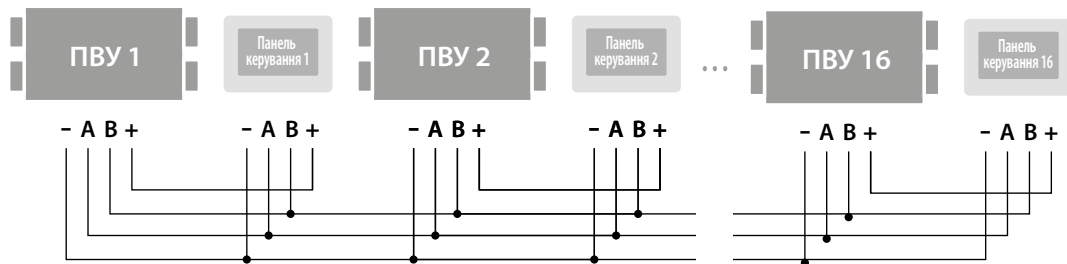 ПВУ 1
Панель
керування 1
ПВУ 2
Панель
керування 2
...
ПВУ 16
Панель
керування 16
- A B +
- A B +
- A B +
- A B +
- A B +
- A B +